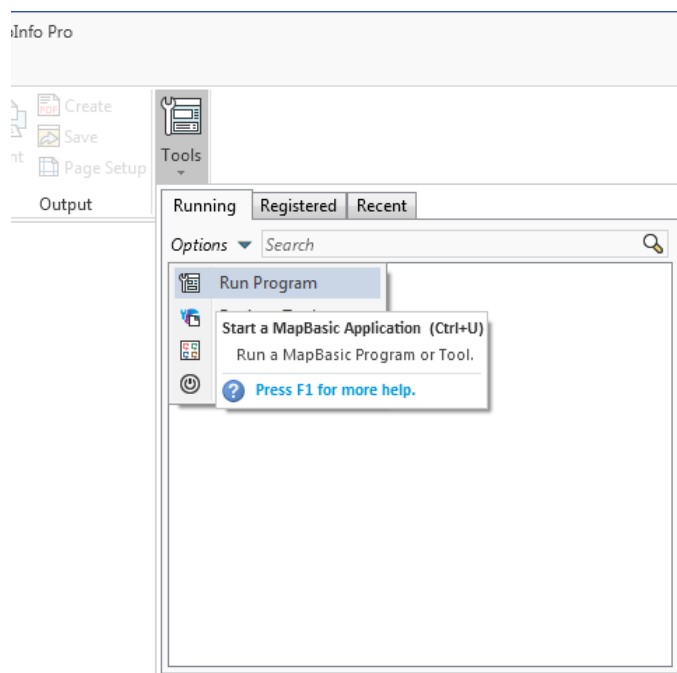 Info Pro
Create
Save
Page Setup
Output
Tools
Running Registered Recent
Options Search
Run Program
Start a MapBasic Application (Ctrl+U)
Run a MapBasic Program or Tool.
Press F1 for more help.